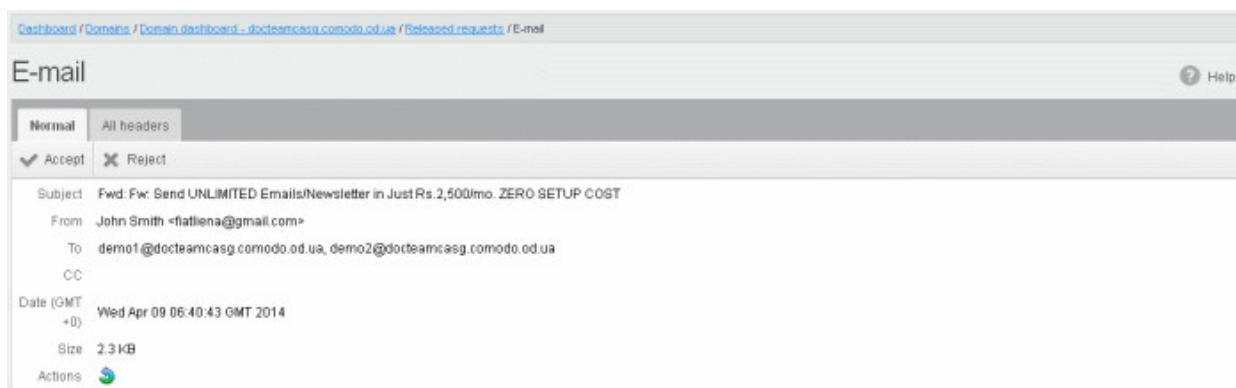 Dashboard / Domains / Domain dashboard - docteamcasg.comodo.od.ua / Released requests / E-mail
E-mail
Help
Normal All headers
Accept Reject
Subject Fwd: Fw: Send UNLIMITED Emails/Newsletter in Just Rs.2,500/mo. ZERO SETUP COST
From John Smith <fiatliena@gmail.com>
To demo1@docteamcasg.comodo.od.ua, demo2@docteamcasg.comodo.od.ua
CC
Date (GMT
+0) Wed Apr 09 06:40:43 GMT 2014
Size 2.3 KB
Actions